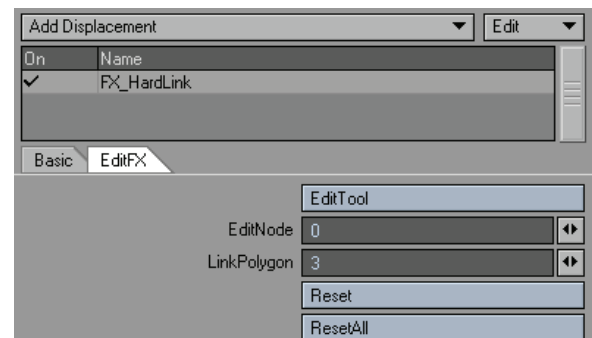 Add Displacement Edit
On Name
FX_HardLink
Basic EditFX
EditTool
EditNode 0
LinkPolygon 3
Reset
ResetAll